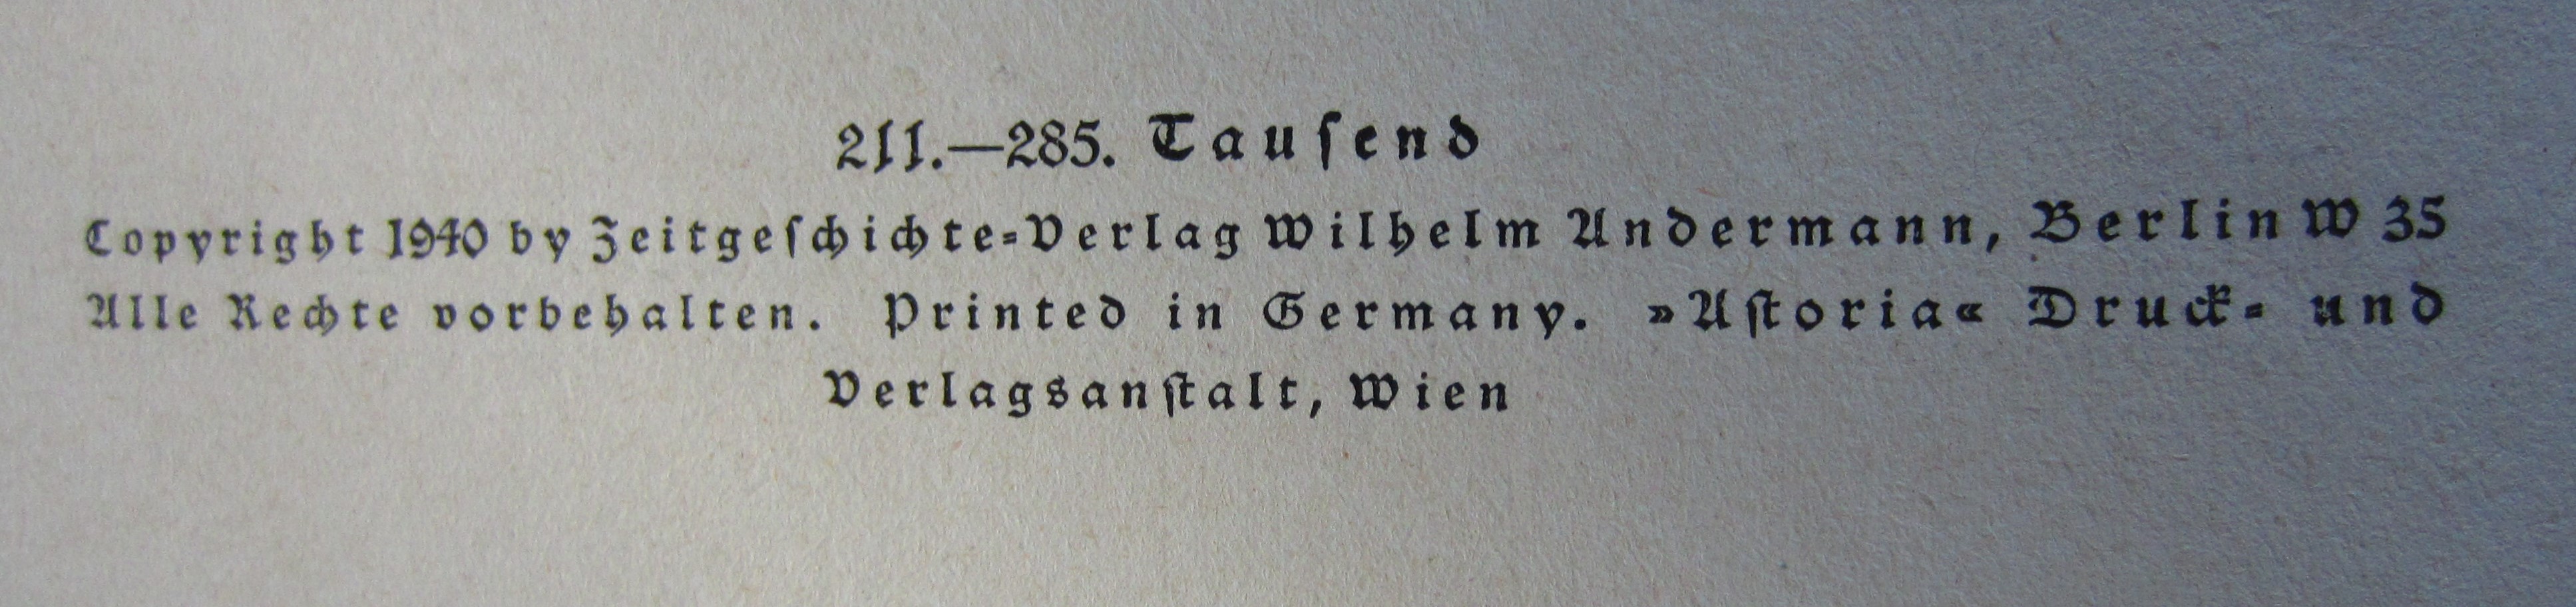 211.—285. Tauſend
Copyright 1940 by Zeitgeſchichte-Verlag Wilhelm Andermann, Berlin W 35
Alle Rechte vorbehalten. Printed in Germany. »Aſtoria« Druck- und
Verlagsanſtalt, Wien